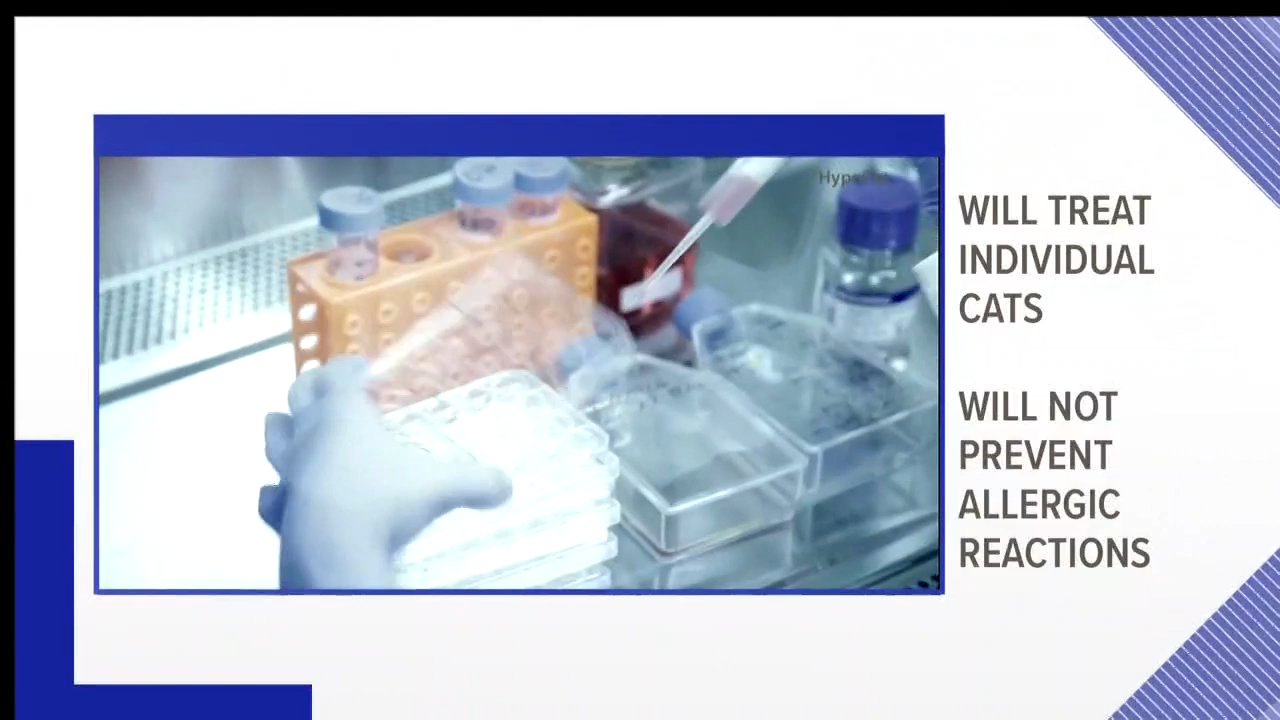 WILL TREAT
INDIVIDUAL
CATS
WILL NOT
PREVENT
ALLERGIC
REACTIONS